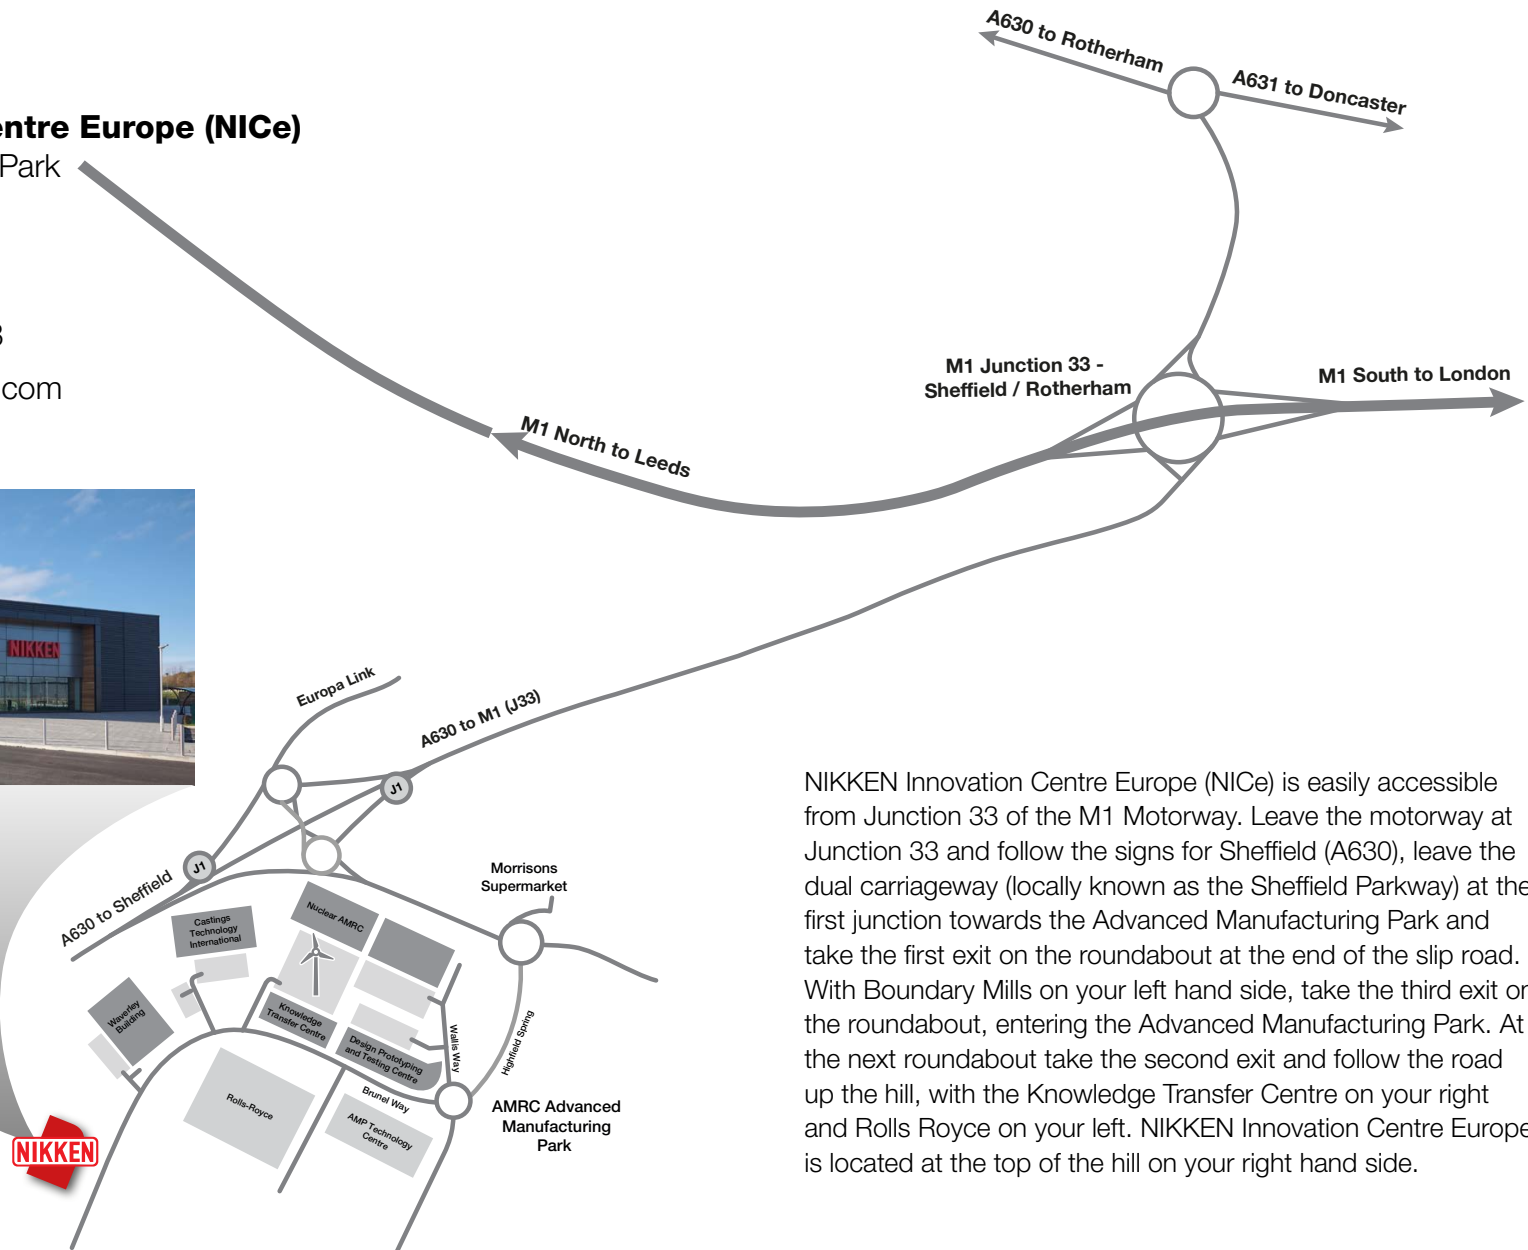 A630 to Rotherham
A631 to Doncaster
entre Europe (NICe)
Park
com
M1 Junction 33 -
Sheffield / Rotherham
M1 South to London
M1 North to Leeds
NIKKEN
Europa Link
A630 to M1 (J33)
J1
J1
A630 to Sheffield
Morrisons
Supermarket
Castings
Technology
International
Nuclear AMRC
Waverley
Building
Knowledge
Transfer Centre
Design Prototyping
and Testing Centre
Wallis Way
Highfield Spring
Brunel Way
Rolls-Royce
AMP Technology
Centre
AMRC Advanced
Manufacturing
Park
NIKKEN
NIKKEN Innovation Centre Europe (NICe) is easily accessible
from Junction 33 of the M1 Motorway. Leave the motorway at
Junction 33 and follow the signs for Sheffield (A630), leave the
dual carriageway (locally known as the Sheffield Parkway) at the
first junction towards the Advanced Manufacturing Park and
take the first exit on the roundabout at the end of the slip road.
With Boundary Mills on your left hand side, take the third exit on
the roundabout, entering the Advanced Manufacturing Park. At
the next roundabout take the second exit and follow the road
up the hill, with the Knowledge Transfer Centre on your right
and Rolls Royce on your left. NIKKEN Innovation Centre Europe
is located at the top of the hill on your right hand side.